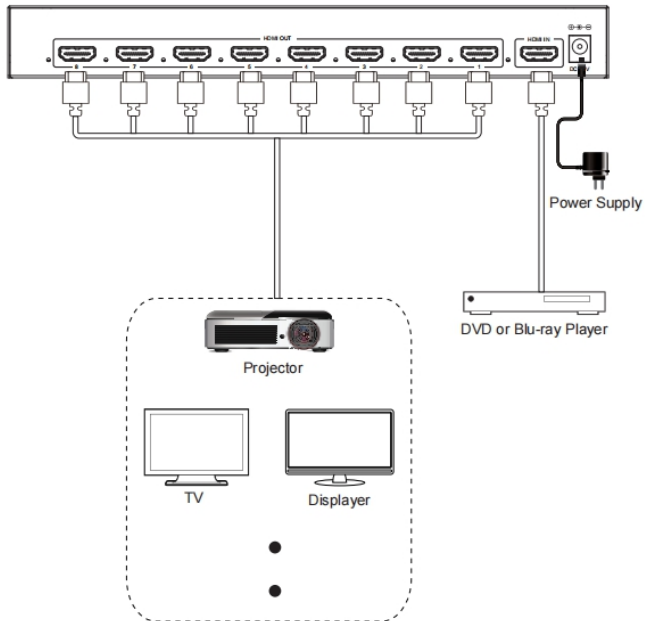 HDMI OUT
HDMI IN
8 7 6 5 4 3 2 1
Power Supply
DVD or Blu-ray Player
Projector
TV
Displayer